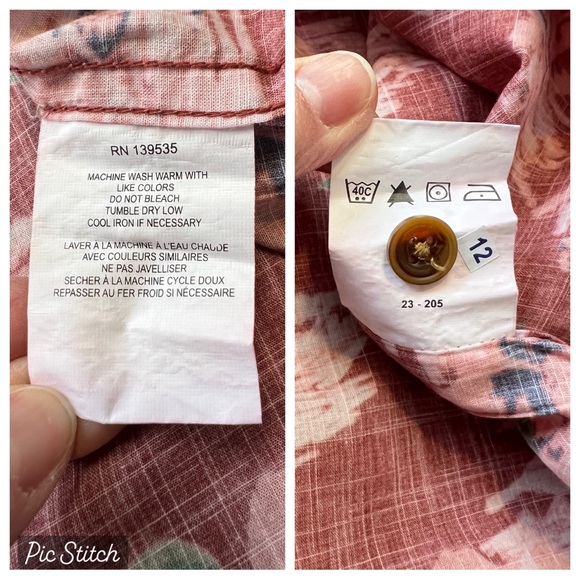 RN 139535
MACHINE WASH WARM WITH
LIKE COLORS
DO NOT BLEACH
TUMBLE DRY LOW
COOL IRON IF NECESSARY
LAVER À LA MACHINE À L'EAU CHAUDE
AVEC COULEURS SIMILAIRES
NE PAS JAVELLISER
SECHER À LA MACHINE CYCLE DOUX
REPASSER AU FER FROID SI NÉCESSAIRE
40C
12
23 - 205
Pic Stitch